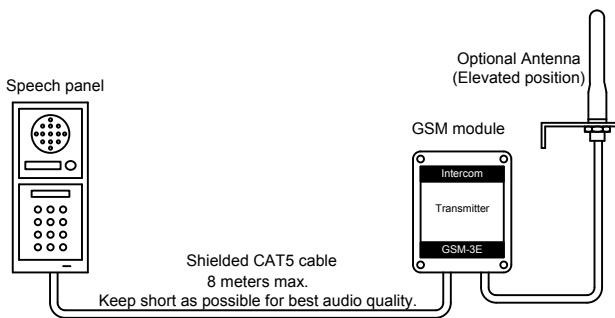 Optional Antenna
(Elevated position)
Speech panel
GSM module
Intercom
Transmitter
GSM-3E
Shielded CAT5 cable
8 meters max.
Keep short as possible for best audio quality.